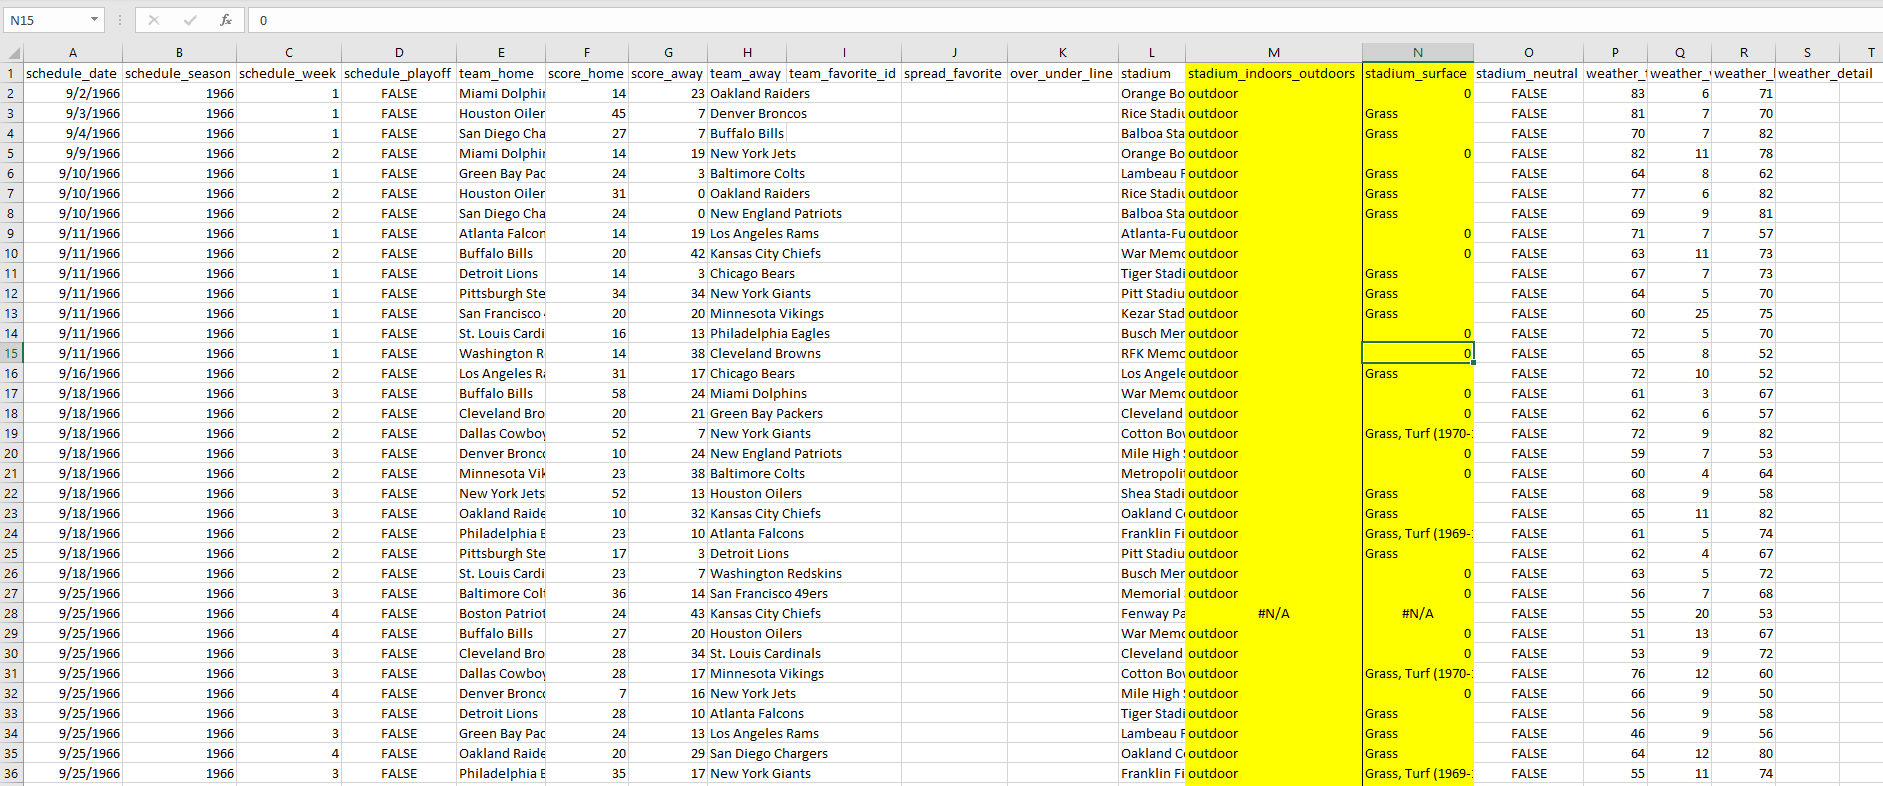 N15 fx 0
A B C D E F G H I J K L M N O P Q R S T
1 schedule_date schedule_season schedule_week schedule_playoff team_home score_home score_away team_away team_favorite_id spread_favorite over_under_line stadium stadium_indoors_outdoors stadium_surface stadium_neutral weather_ weather_ weather_ weather_detail
2 9/2/1966 1966 1 FALSE Miami Dolphin 14 23 Oakland Raiders Orange Bo outdoor 0 FALSE 83 6 71
3 9/3/1966 1966 1 FALSE Houston Oiler 45 7 Denver Broncos Rice Stadiu outdoor Grass FALSE 81 7 70
4 9/4/1966 1966 1 FALSE San Diego Cha 27 7 Buffalo Bills Balboa Sta outdoor Grass FALSE 70 7 82
5 9/9/1966 1966 2 FALSE Miami Dolphin 14 19 New York Jets Orange Bo outdoor 0 FALSE 82 11 78
6 9/10/1966 1966 1 FALSE Green Bay Pac 24 3 Baltimore Colts Lambeau F outdoor Grass FALSE 64 8 62
7 9/10/1966 1966 2 FALSE Houston Oiler 31 0 Oakland Raiders Rice Stadiu outdoor Grass FALSE 77 6 82
8 9/10/1966 1966 2 FALSE San Diego Cha 24 0 New England Patriots Balboa Sta outdoor Grass FALSE 69 9 81
9 9/11/1966 1966 1 FALSE Atlanta Falcon 14 19 Los Angeles Rams Atlanta-Fu outdoor 0 FALSE 71 7 57
10 9/11/1966 1966 2 FALSE Buffalo Bills 20 42 Kansas City Chiefs War Memo outdoor 0 FALSE 63 11 73
11 9/11/1966 1966 1 FALSE Detroit Lions 14 3 Chicago Bears Tiger Stadi outdoor Grass FALSE 67 7 73
12 9/11/1966 1966 1 FALSE Pittsburgh Ste 34 34 New York Giants Pitt Stadiu outdoor Grass FALSE 64 5 70
13 9/11/1966 1966 1 FALSE San Francisco 20 20 Minnesota Vikings Kezar Stad outdoor Grass FALSE 60 25 75
14 9/11/1966 1966 1 FALSE St. Louis Cardi 16 13 Philadelphia Eagles Busch Mer outdoor 0 FALSE 72 5 70
15 9/11/1966 1966 1 FALSE Washington R 14 38 Cleveland Browns RFK Memo outdoor 0 FALSE 65 8 52
16 9/16/1966 1966 2 FALSE Los Angeles Ra 31 17 Chicago Bears Los Angele outdoor Grass FALSE 72 10 52
17 9/18/1966 1966 3 FALSE Buffalo Bills 58 24 Miami Dolphins War Memo outdoor 0 FALSE 61 3 67
18 9/18/1966 1966 2 FALSE Cleveland Bro 20 21 Green Bay Packers Cleveland outdoor 0 FALSE 62 6 57
19 9/18/1966 1966 2 FALSE Dallas Cowboy 52 7 New York Giants Cotton Bow outdoor Grass, Turf (1970- FALSE 72 9 82
20 9/18/1966 1966 3 FALSE Denver Bronco 10 24 New England Patriots Mile High outdoor 0 FALSE 59 7 53
21 9/18/1966 1966 2 FALSE Minnesota Vik 23 38 Baltimore Colts Metropolit outdoor 0 FALSE 60 4 64
22 9/18/1966 1966 3 FALSE New York Jets 52 13 Houston Oilers Shea Stadi outdoor Grass FALSE 68 9 58
23 9/18/1966 1966 3 FALSE Oakland Raide 10 32 Kansas City Chiefs Oakland Co outdoor Grass FALSE 65 11 82
24 9/18/1966 1966 2 FALSE Philadelphia E 23 10 Atlanta Falcons Franklin Fi outdoor Grass, Turf (1969- FALSE 61 5 74
25 9/18/1966 1966 2 FALSE Pittsburgh Ste 17 3 Detroit Lions Pitt Stadiu outdoor Grass FALSE 62 4 67
26 9/18/1966 1966 2 FALSE St. Louis Cardi 23 7 Washington Redskins Busch Mer outdoor 0 FALSE 63 5 72
27 9/25/1966 1966 3 FALSE Baltimore Colt 36 14 San Francisco 49ers Memorial outdoor 0 FALSE 56 7 68
28 9/25/1966 1966 4 FALSE Boston Patriot 24 43 Kansas City Chiefs Fenway Pa #N/A #N/A FALSE 55 20 53
29 9/25/1966 1966 4 FALSE Buffalo Bills 27 20 Houston Oilers War Memo outdoor 0 FALSE 51 13 67
30 9/25/1966 1966 3 FALSE Cleveland Bro 28 34 St. Louis Cardinals Cleveland outdoor 0 FALSE 53 9 72
31 9/25/1966 1966 3 FALSE Dallas Cowboy 28 17 Minnesota Vikings Cotton Bow outdoor Grass, Turf (1970- FALSE 76 12 60
32 9/25/1966 1966 4 FALSE Denver Bronco 7 16 New York Jets Mile High outdoor 0 FALSE 66 9 50
33 9/25/1966 1966 3 FALSE Detroit Lions 28 10 Atlanta Falcons Tiger Stadi outdoor Grass FALSE 56 9 58
34 9/25/1966 1966 3 FALSE Green Bay Pac 24 13 Los Angeles Rams Lambeau F outdoor Grass FALSE 46 9 56
35 9/25/1966 1966 4 FALSE Oakland Raide 20 29 San Diego Chargers Oakland Co outdoor Grass FALSE 64 12 80
36 9/25/1966 1966 3 FALSE Philadelphia E 35 17 New York Giants Franklin Fi outdoor Grass, Turf (1969- FALSE 55 11 74